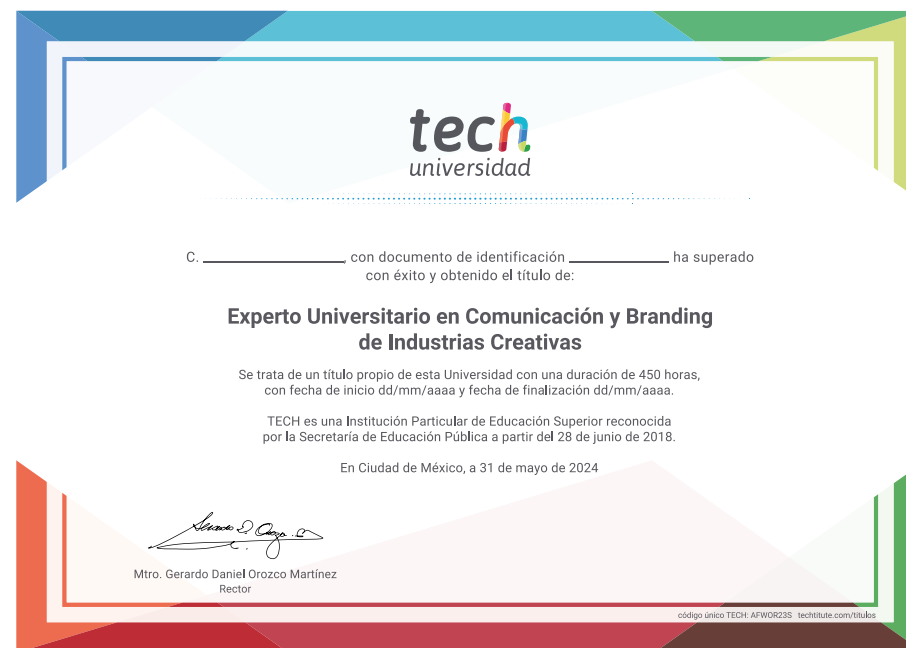 tech
universidad
C. ____________, con documento de identificación ____________ ha superado
con éxito y obtenido el título de:
Experto Universitario en Comunicación y Branding
de Industrias Creativas
Se trata de un título propio de esta Universidad con una duración de 450 horas,
con fecha de inicio dd/mm/aaaa y fecha de finalización dd/mm/aaaa.
TECH es una Institución Particular de Educación Superior reconocida
por la Secretaría de Educación Pública a partir del 28 de junio de 2018.
En Ciudad de México, a 31 de mayo de 2024
Mtro. Gerardo Daniel Orozco Martínez
Rector
código único TECH: AFWOR23S techtitute.com/titulos